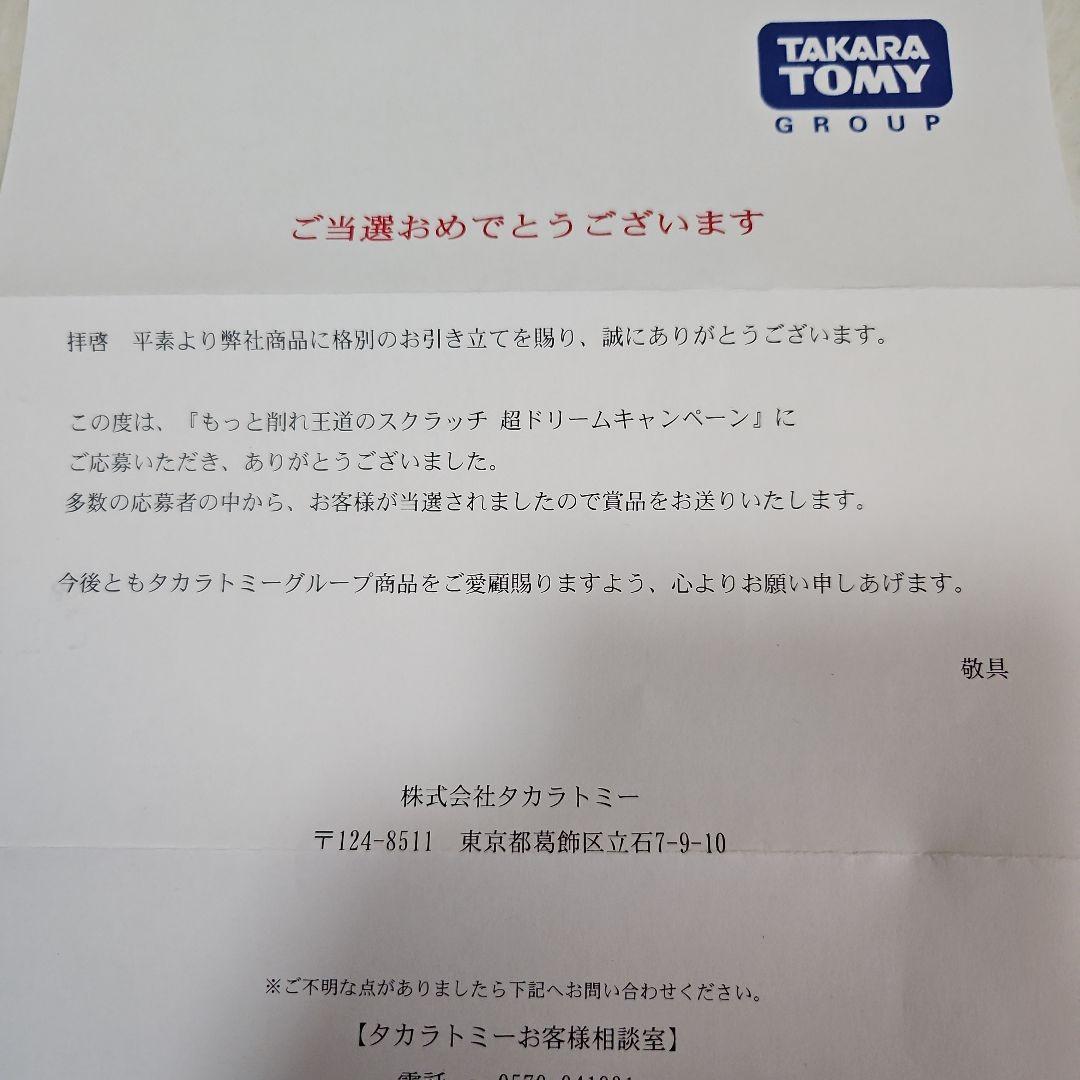 TAKARA
TOMY
GROUP
ご当選おめでとうございます
拝啓　平素より弊社商品に格別のお引き立てを賜り、誠にありがとうございます。
この度は、『もっと削れ王道のスクラッチ 超ドリームキャンペーン』に
ご応募いただき、ありがとうございました。
多数の応募者の中から、お客様が当選されましたので賞品をお送りいたします。
今後ともタカラトミーグループ商品をご愛顧賜りますよう、心よりお願い申しあげます。
敬具
株式会社タカラトミー
〒124-8511　東京都葛飾区立石7-9-10
※ご不明な点がありましたら下記へお問い合わせください。
【タカラトミーお客様相談室】
電話